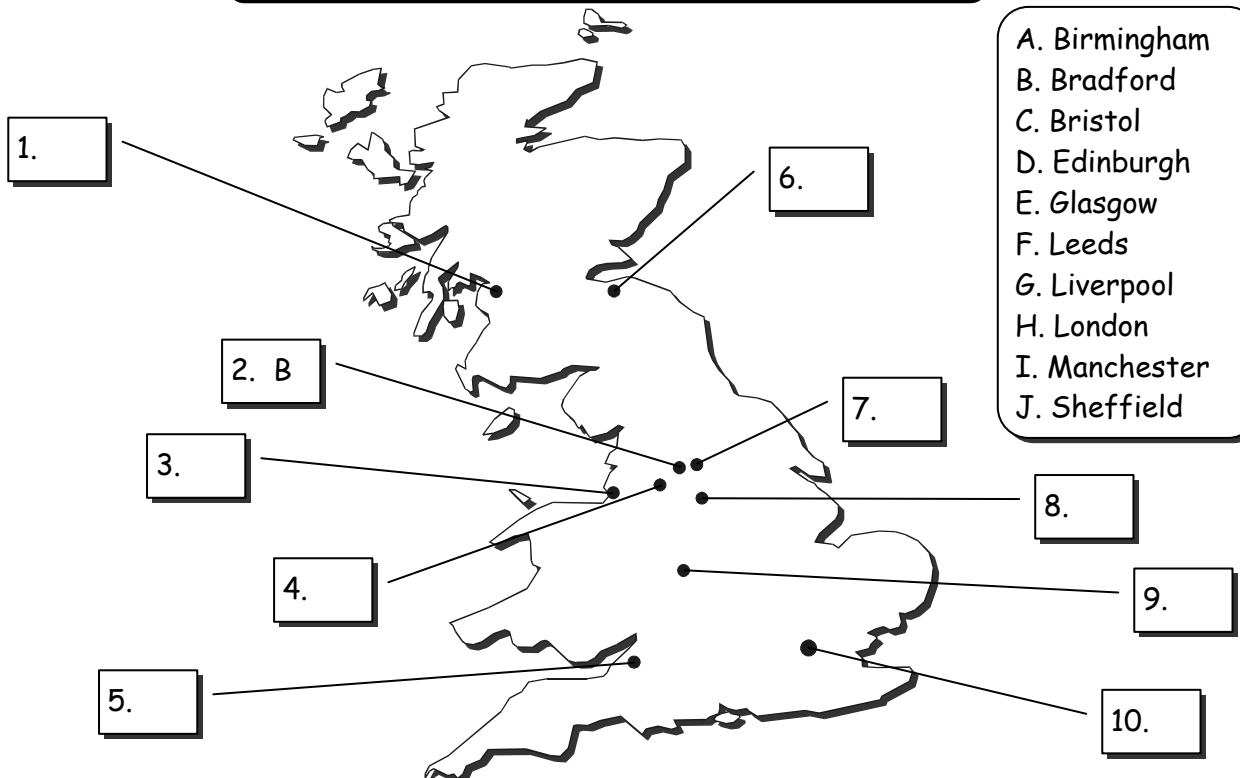 A. Birmingham
B. Bradford
C. Bristol
D. Edinburgh
E. Glasgow
F. Leeds
G. Liverpool
H. London
I. Manchester
J. Sheffield
1.
2. B
3.
4.
5.
6.
7.
8.
9.
10.